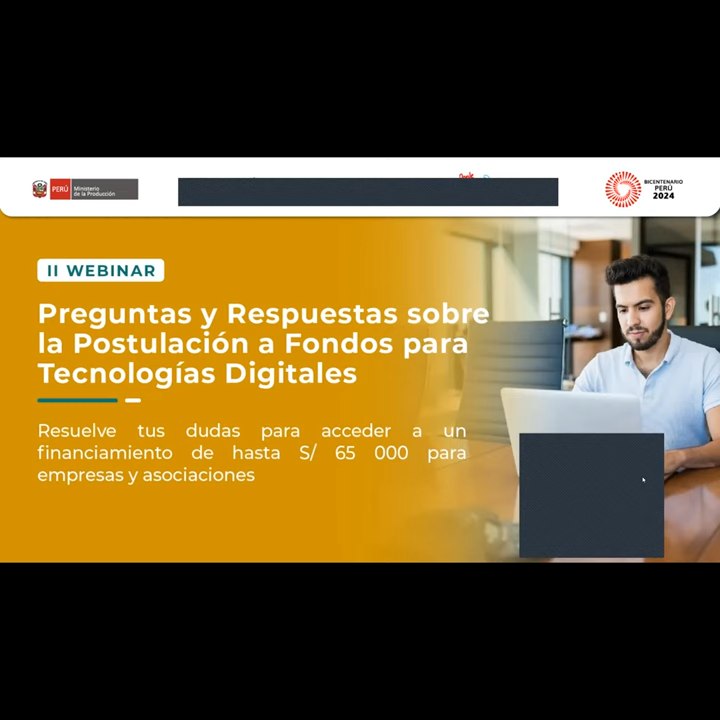 PERÚ
Ministerio
de la Producción
BICENTENARIO
PERÚ
2024
II WEBINAR
Preguntas y Respuestas sobre
la Postulación a Fondos para
Tecnologías Digitales
Resuelve tus dudas para acceder a un
financiamiento de hasta S/ 65 000 para
empresas y asociaciones